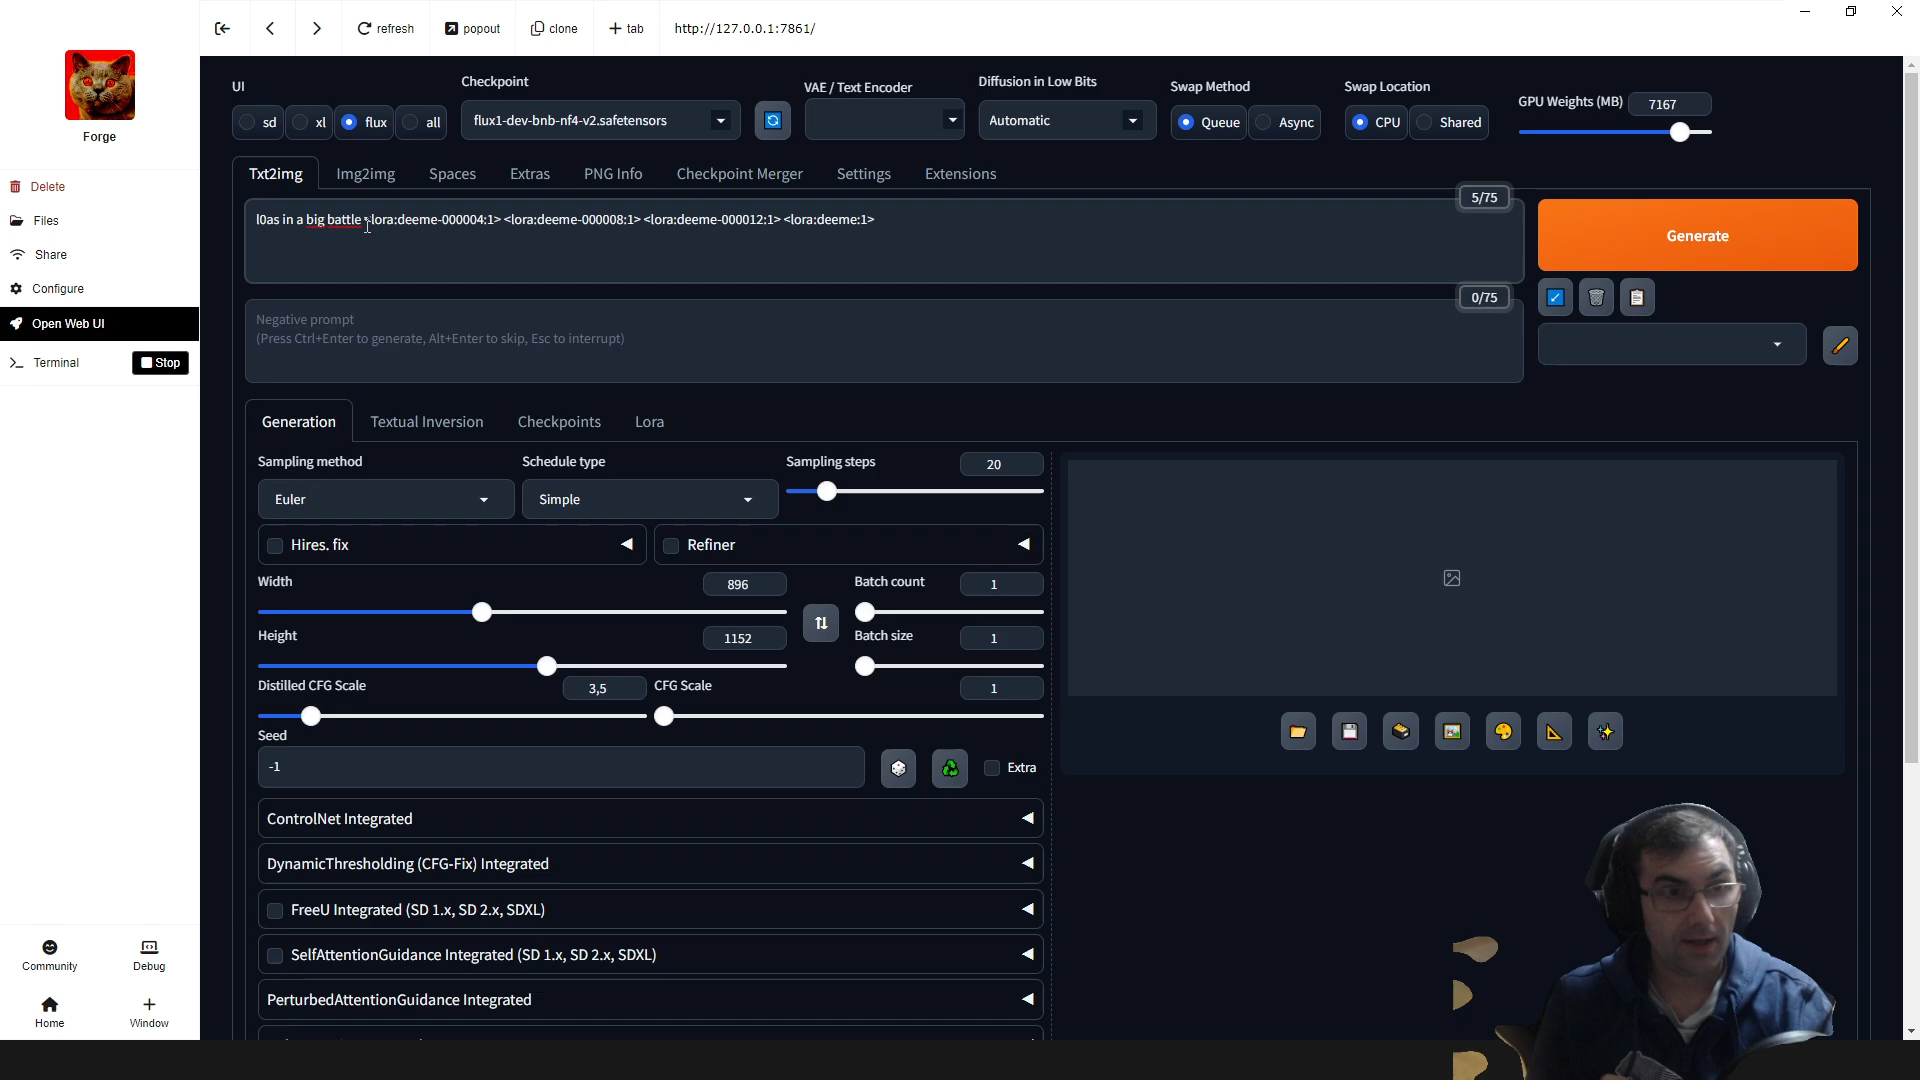 refresh
popout
clone
tab
http://127.0.0.1:7861/
Forge
Delete
Files
Share
Configure
Open Web UI
Terminal
Stop
Community
Debug
Home
Window
UI
sd
xl
flux
all
Checkpoint
flux1-dev-bnb-nf4-v2.safetensors
VAE / Text Encoder
Diffusion in Low Bits
Automatic
Swap Method
Queue
Async
Swap Location
CPU
Shared
GPU Weights (MB)
7167
Txt2img
Img2img
Spaces
Extras
PNG Info
Checkpoint Merger
Settings
Extensions
5/75
l0as in a big battle <lora:deeme-000004:1> <lora:deeme-000008:1> <lora:deeme-000012:1> <lora:deeme:1>
Generate
0/75
Negative prompt
(Press Ctrl+Enter to generate, Alt+Enter to skip, Esc to interrupt)
Generation
Textual Inversion
Checkpoints
Lora
Sampling method
Euler
Schedule type
Simple
Sampling steps
20
Hires. fix
Refiner
Width
896
Batch count
1
Height
1152
Batch size
1
Distilled CFG Scale
3,5
CFG Scale
1
Seed
-1
Extra
ControlNet Integrated
DynamicThresholding (CFG-Fix) Integrated
FreeU Integrated (SD 1.x, SD 2.x, SDXL)
SelfAttentionGuidance Integrated (SD 1.x, SD 2.x, SDXL)
PerturbedAttentionGuidance Integrated